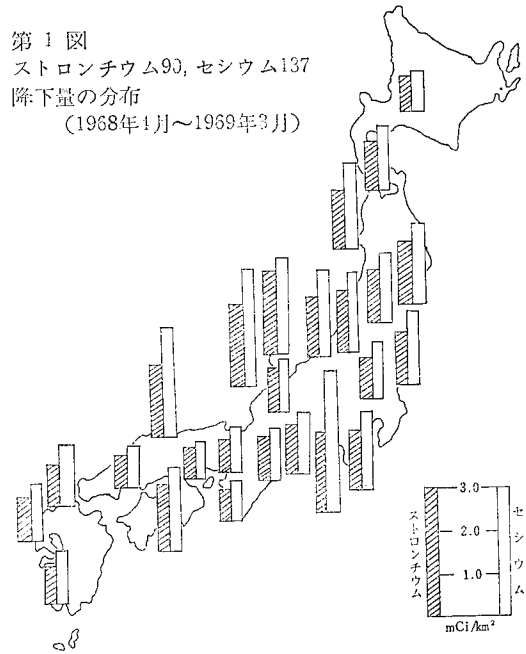 第1図
ストロンチウム90, セシウム137
降下量の分布
(1968年4月～1969年3月)
3.0
2.0
1.0
ストロンチウム
セシウム
mCi/km²